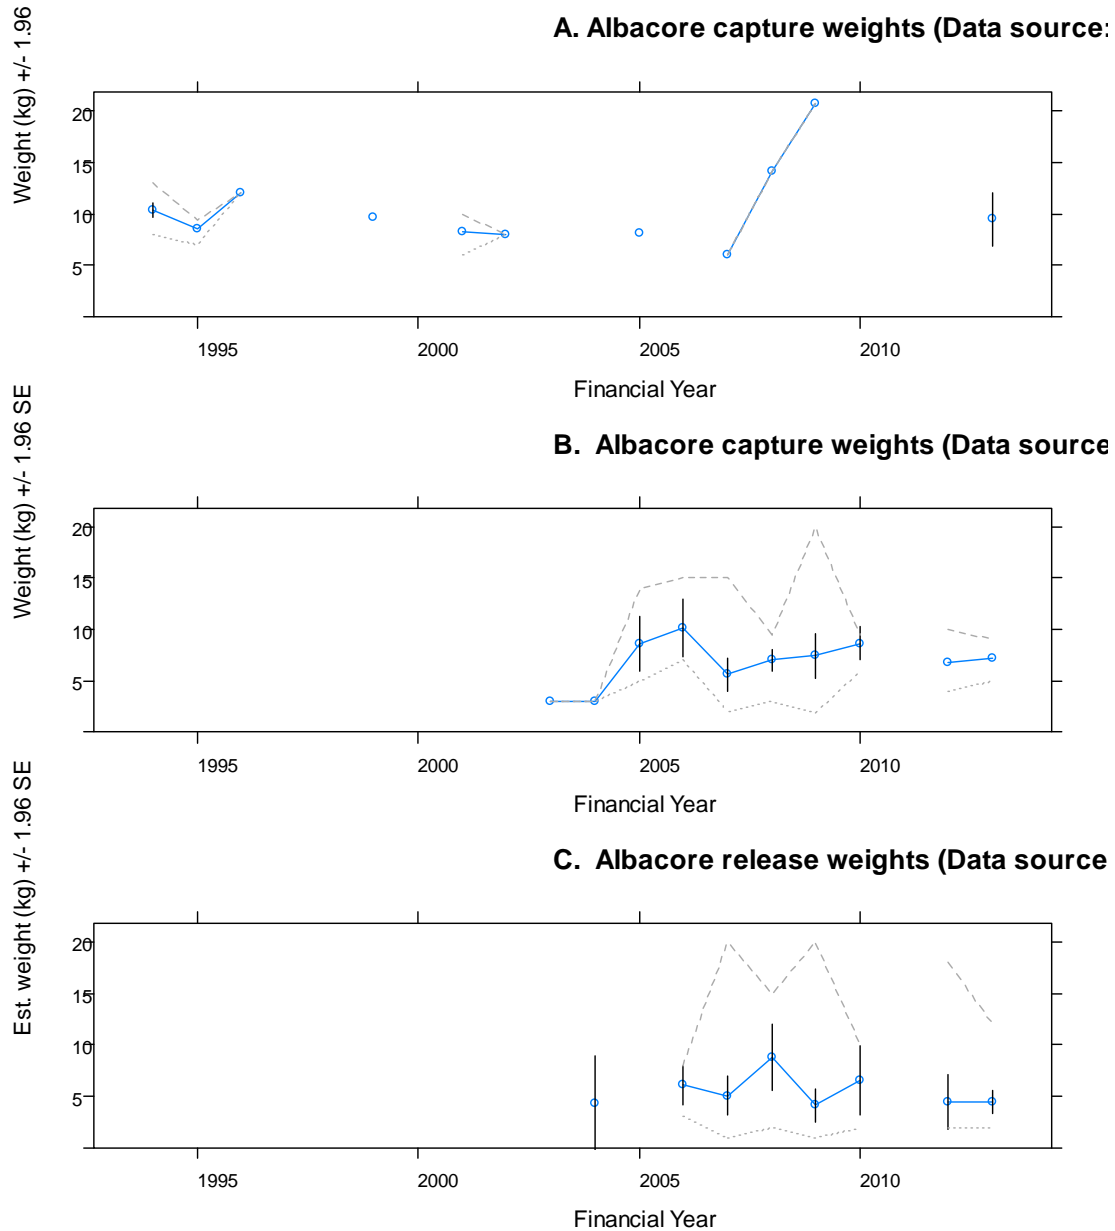 A. Albacore capture weights (Data source:
Weight (kg) +/- 1.96
20
15
10
5
1995 2000 2005 2010
Financial Year
B. Albacore capture weights (Data source
Weight (kg) +/- 1.96 SE
20
15
10
5
1995 2000 2005 2010
Financial Year
C. Albacore release weights (Data source
Est. weight (kg) +/- 1.96 SE
20
15
10
5
1995 2000 2005 2010
Financial Year